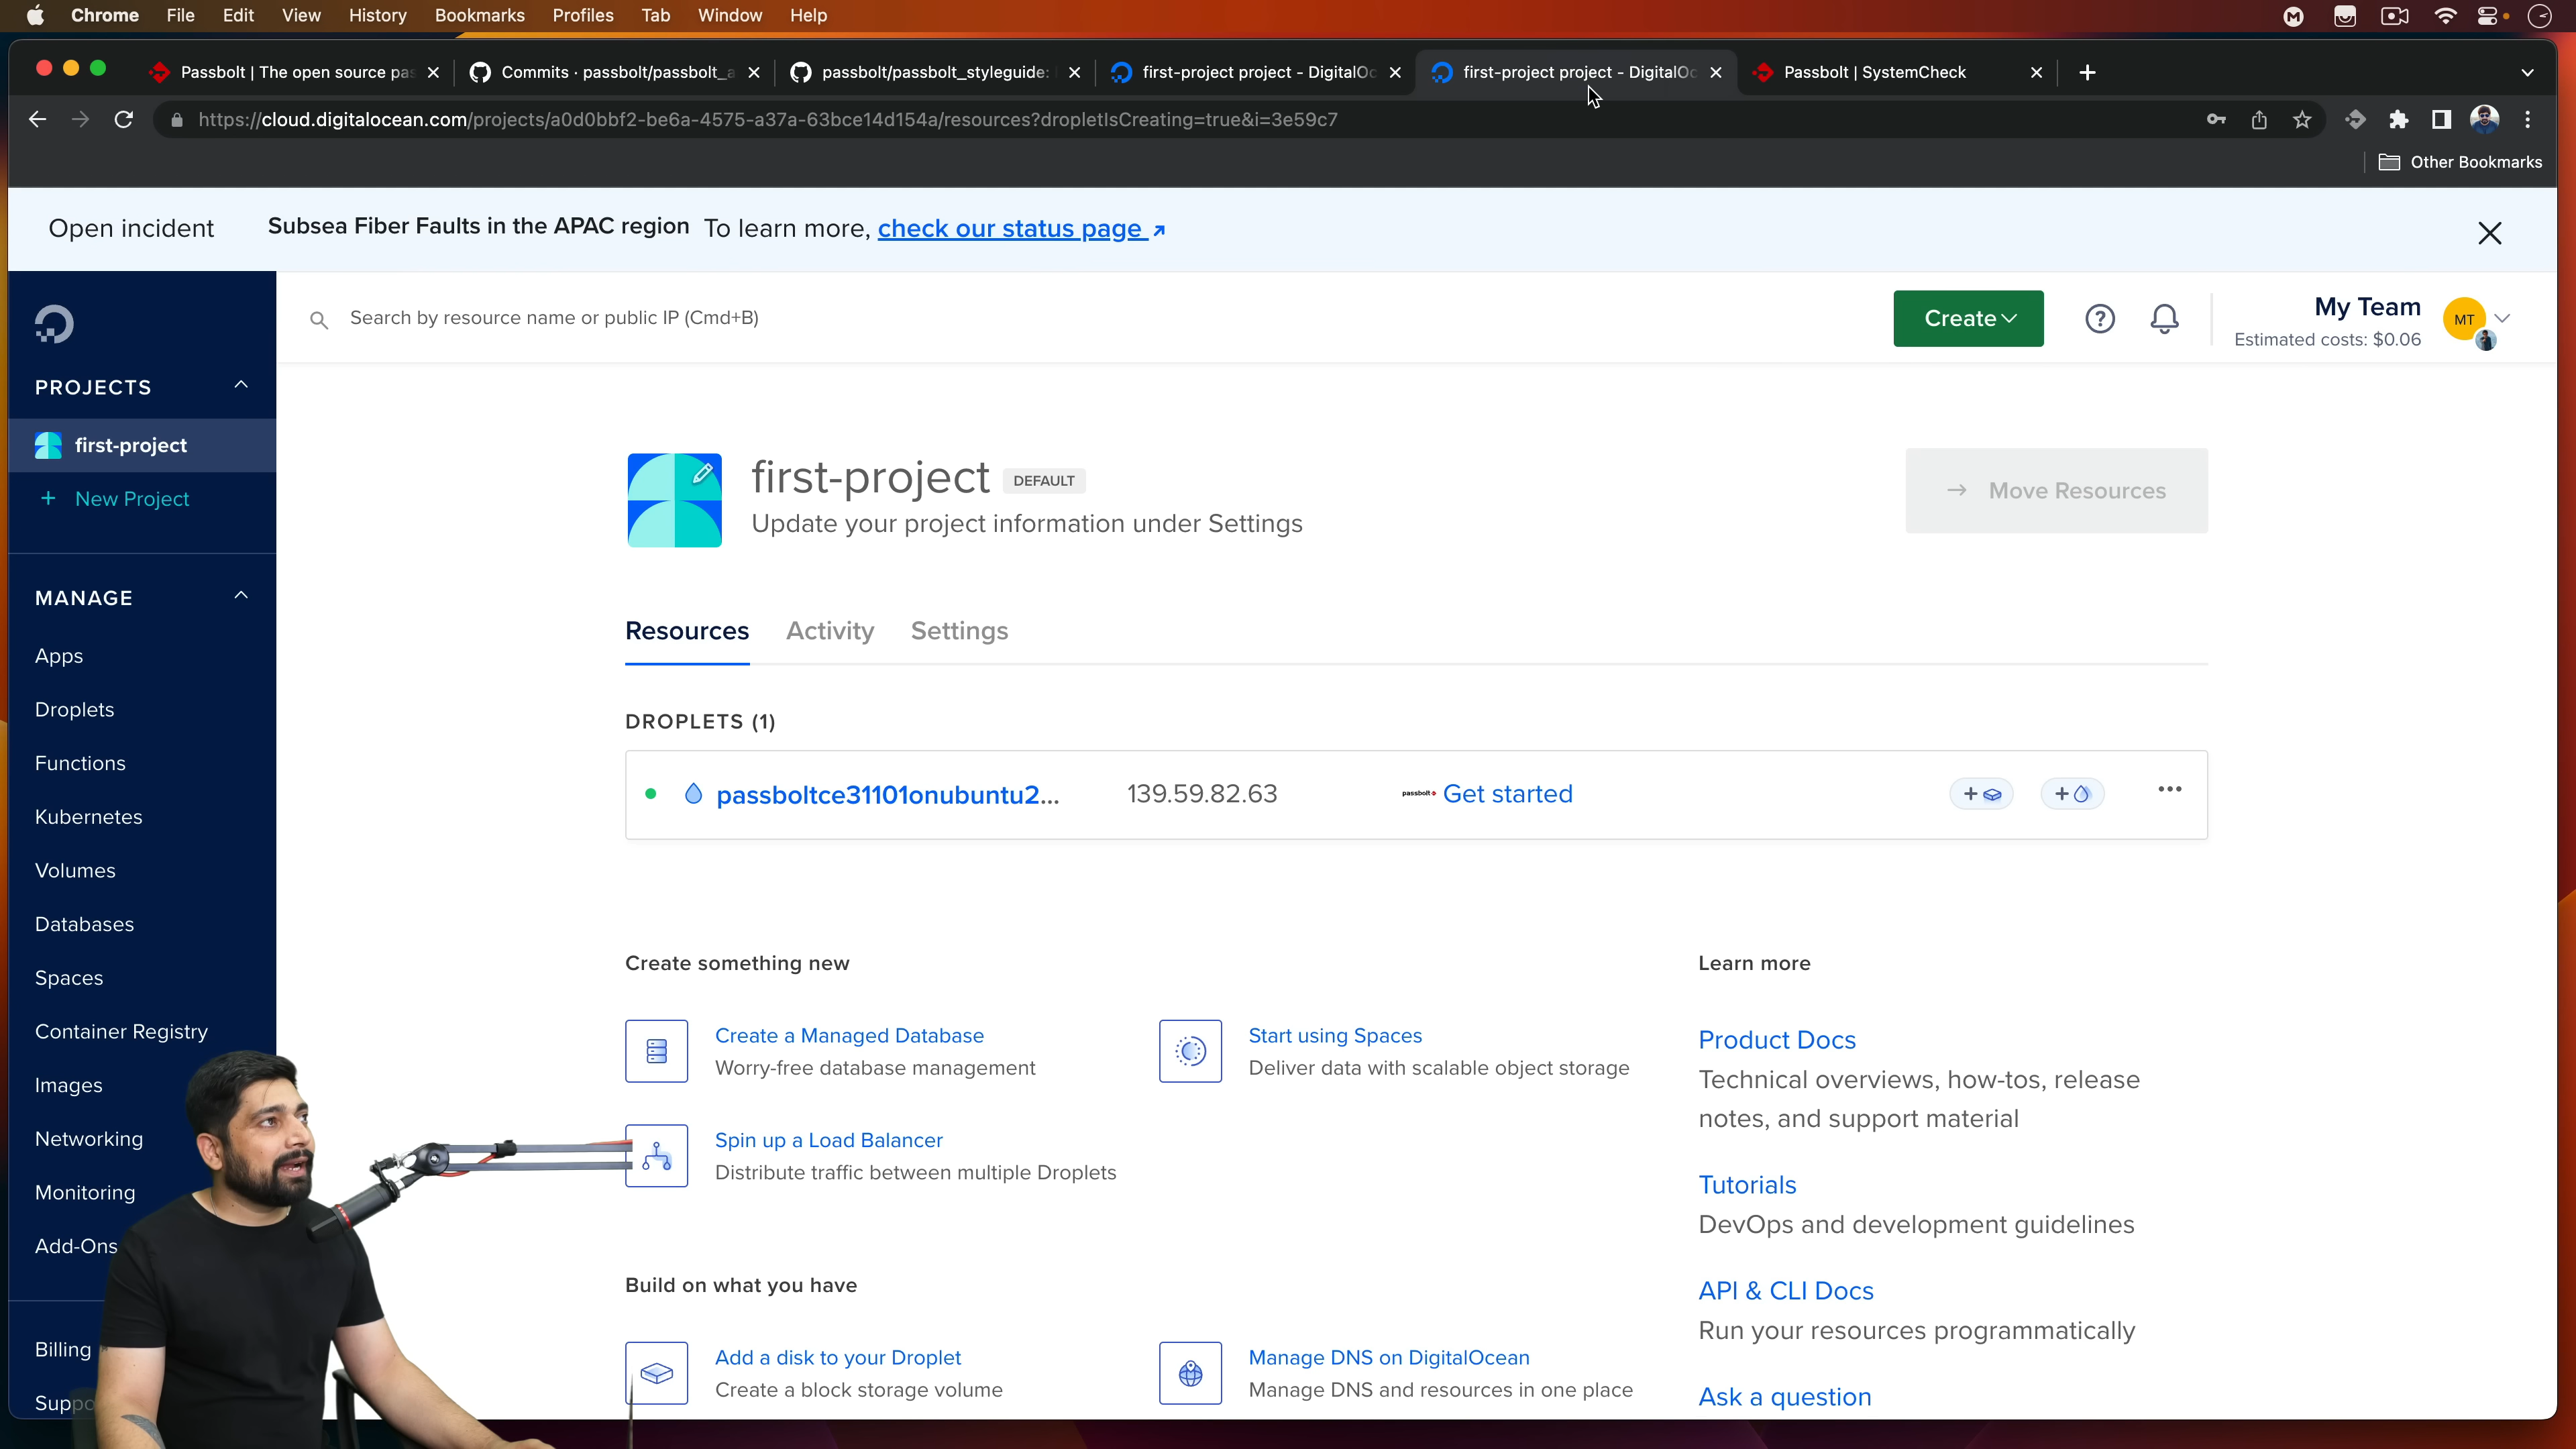 Chrome File Edit View History Bookmarks Profiles Tab Window Help
Passbolt | The open source pas
Commits · passbolt/passbolt_a
passbolt/passbolt_styleguide:
first-project project - DigitalOc
first-project project - DigitalOc
Passbolt | SystemCheck
https://cloud.digitalocean.com/projects/a0d0bbf2-be6a-4575-a37a-63bce14d154a/resources?dropletIsCreating=true&i=3e59c7
Other Bookmarks
Open incident Subsea Fiber Faults in the APAC region To learn more, check our status page
Search by resource name or public IP (Cmd+B)
Create
My Team
Estimated costs: $0.06
MT
PROJECTS
first-project
+ New Project
MANAGE
Apps
Droplets
Functions
Kubernetes
Volumes
Databases
Spaces
Container Registry
Images
Networking
Monitoring
Add-Ons
Billing
Suppo
first-project DEFAULT
Update your project information under Settings
Move Resources
Resources Activity Settings
DROPLETS (1)
passboltce31101onubuntu2... 139.59.82.63 passbolt Get started
Create something new
Create a Managed Database
Worry-free database management
Start using Spaces
Deliver data with scalable object storage
Spin up a Load Balancer
Distribute traffic between multiple Droplets
Build on what you have
Add a disk to your Droplet
Create a block storage volume
Manage DNS on DigitalOcean
Manage DNS and resources in one place
Learn more
Product Docs
Technical overviews, how-tos, release
notes, and support material
Tutorials
DevOps and development guidelines
API & CLI Docs
Run your resources programmatically
Ask a question